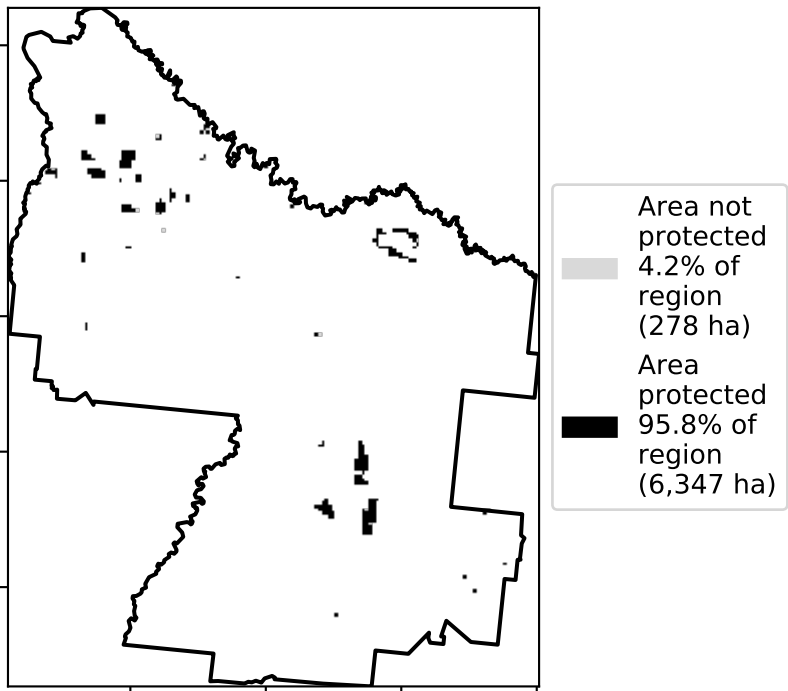 Area not
protected
4.2% of
region
(278 ha)
Area
protected
95.8% of
region
(6,347 ha)